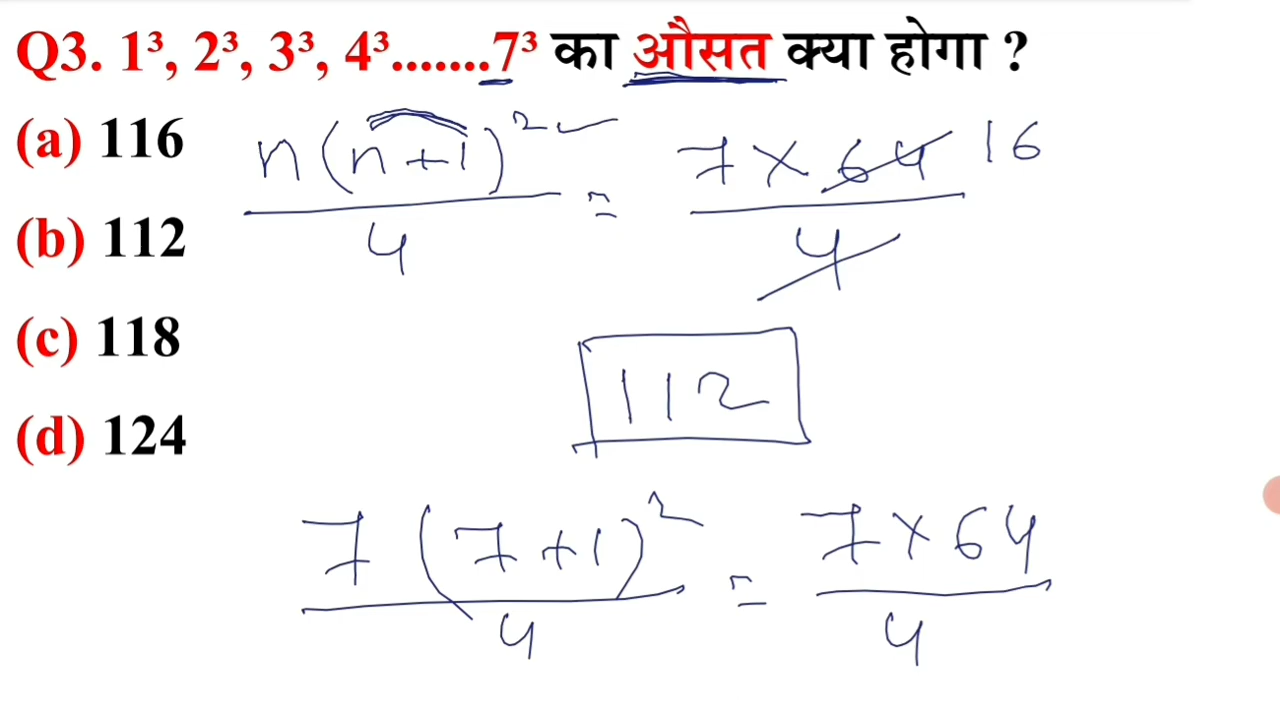 Q3. 1³, 2³, 3³, 4³.......7³ का औसत क्या होगा ?
(a) 116
n(n+1)²/4 = 7×64/4 16
(b) 112
(c) 118
112
(d) 124
7(7+1)²/4 = 7×64/4